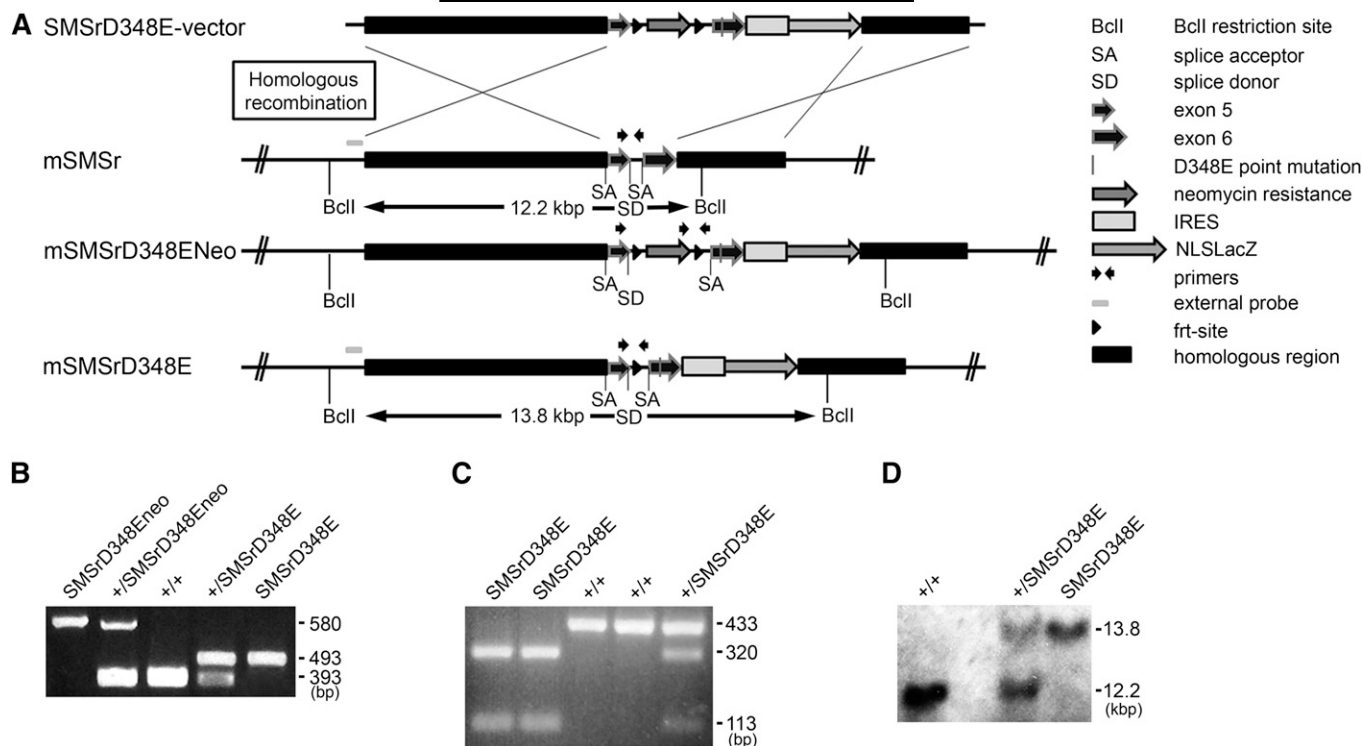 A
SMSrD348E-vector
Homologous
recombination
mSMSr
BclI
SA
SA
SD
BclI
12.2 kbp
mSMSrD348ENeo
BclI
SA
SD
SA
BclI
mSMSrD348E
BclI
SA
SD
SA
BclI
13.8 kbp
BclI BclI restriction site
SA splice acceptor
SD splice donor
exon 5
exon 6
D348E point mutation
neomycin resistance
IRES
NLSLacZ
primers
external probe
frt-site
homologous region
B
SMSrD348Eneo
+/SMSrD348Eneo
+/+
+/SMSrD348E
SMSrD348E
-580
-493
-393
(bp)
C
SMSrD348E
SMSrD348E
+/+
+/+
+/SMSrD348E
-433
-320
-113
(bp)
D
+/+
+/SMSrD348E
SMSrD348E
-13.8
-12.2
(kbp)